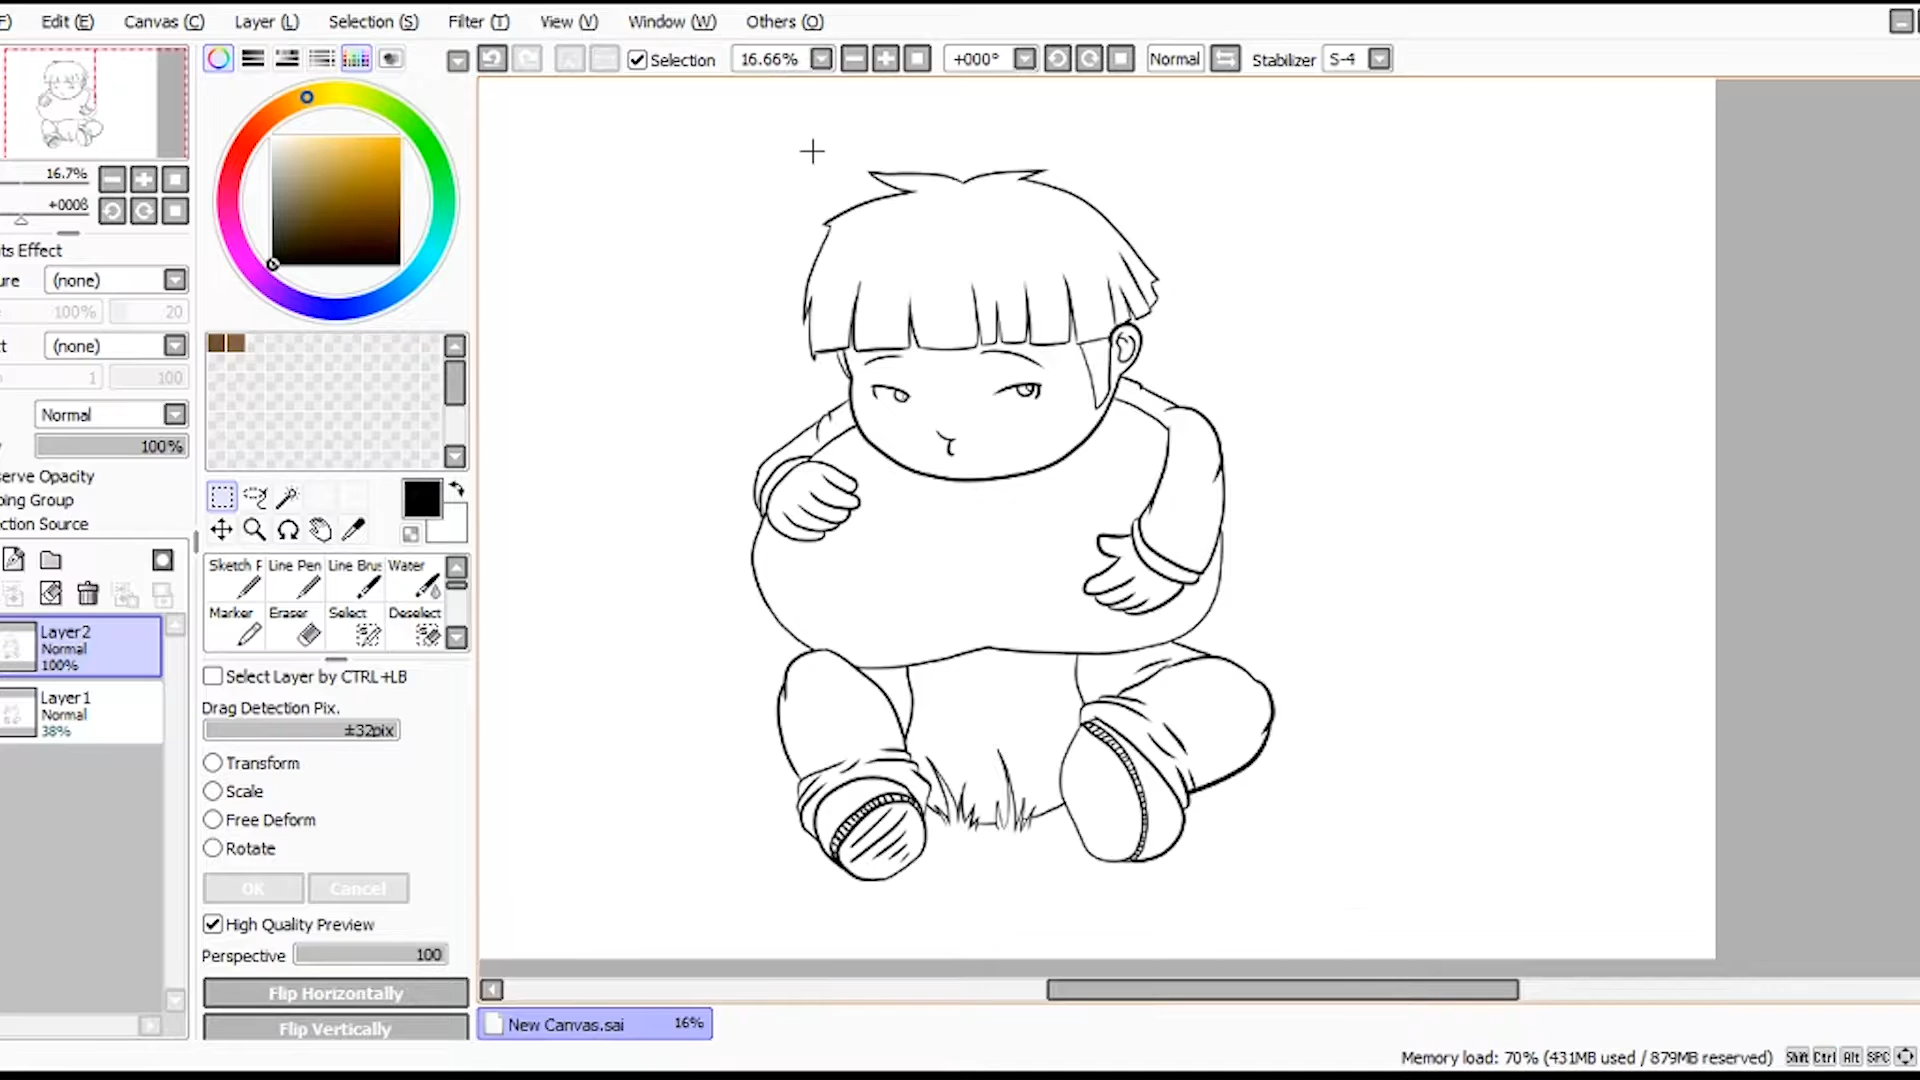 F) Edit (E) Canvas (C) Layer (L) Selection (S) Filter (T) View (V) Window (W) Others (O)
Selection 16.66% +000° Normal Stabilizer S-4
16.7%
+000°
ts Effect
ure (none)
100% 20
t (none)
1 100
Normal
100%
serve Opacity
ping Group
ction Source
Layer2
Normal
100%
Layer1
Normal
38%
Sketch P Line Pen Line Brus Water
Marker Eraser Select Deselect
Select Layer by CTRL+LB
Drag Detection Pix.
±32pix
Transform
Scale
Free Deform
Rotate
OK Cancel
High Quality Preview
Perspective 100
Flip Horizontally
Flip Vertically
New Canvas.sai 16%
Memory load: 70% (431MB used / 879MB reserved) Shift Ctrl Alt SPC